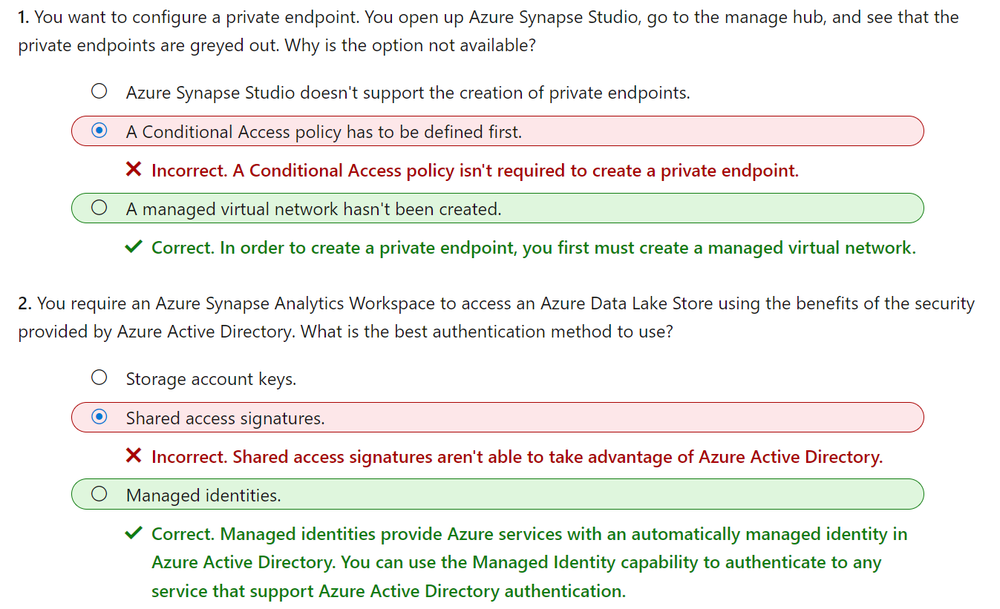 1. You want to configure a private endpoint. You open up Azure Synapse Studio, go to the manage hub, and see that the
private endpoints are greyed out. Why is the option not available?
Azure Synapse Studio doesn't support the creation of private endpoints.
A Conditional Access policy has to be defined first.
Incorrect. A Conditional Access policy isn't required to create a private endpoint.
A managed virtual network hasn't been created.
Correct. In order to create a private endpoint, you first must create a managed virtual network.
2. You require an Azure Synapse Analytics Workspace to access an Azure Data Lake Store using the benefits of the security
provided by Azure Active Directory. What is the best authentication method to use?
Storage account keys.
Shared access signatures.
Incorrect. Shared access signatures aren't able to take advantage of Azure Active Directory.
Managed identities.
Correct. Managed identities provide Azure services with an automatically managed identity in
Azure Active Directory. You can use the Managed Identity capability to authenticate to any
service that support Azure Active Directory authentication.